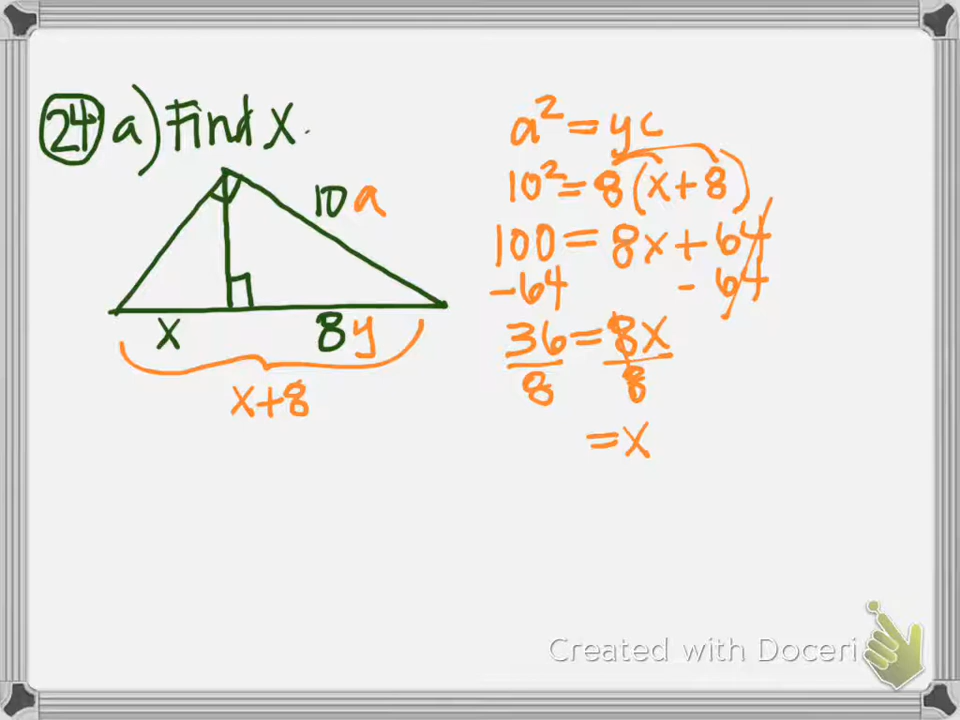 24 a) Find x.
10 a
x 8 y
x+8
a² = yc
10² = 8(x+8)
100 = 8x + 64
-64 - 64
36 = 8x
8 8
= x
Created with Doceri